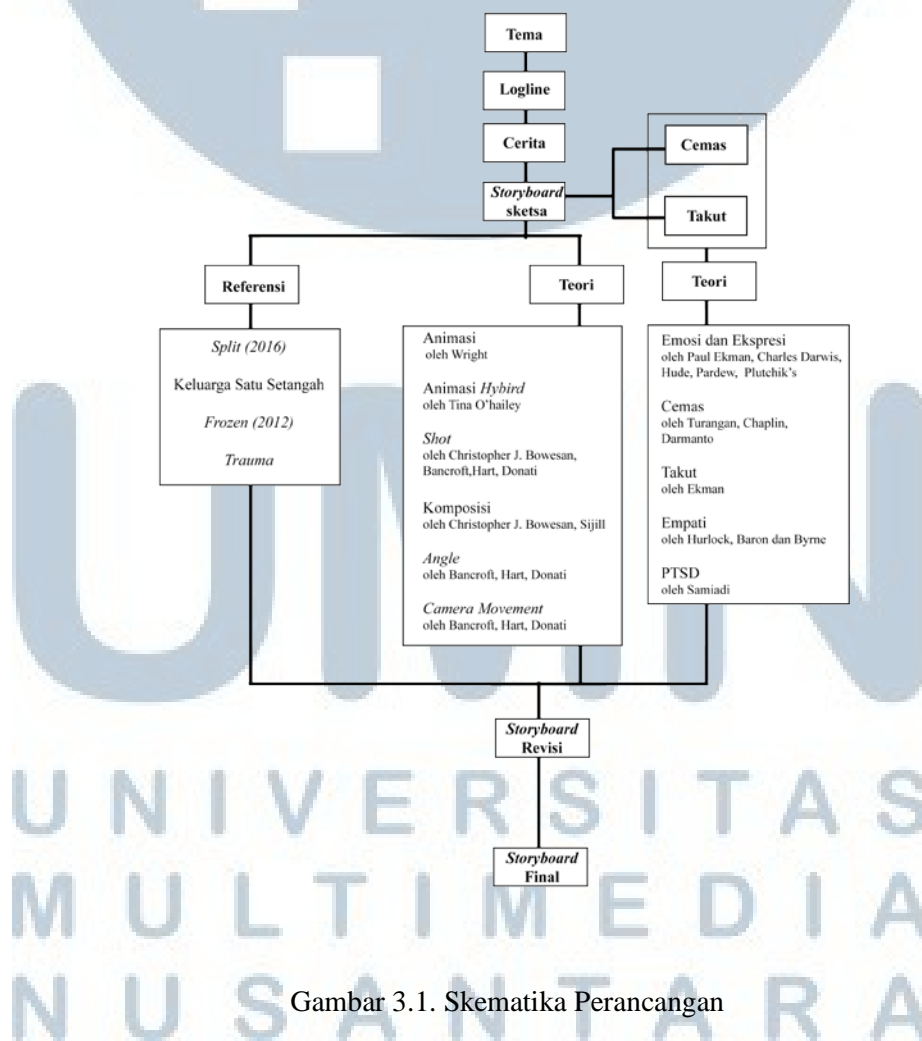 Tema
Logline
Cerita
Storyboard
sketsa
Cemas
Takut
Referensi
Teori
Teori
Split (2016)
Keluarga Satu Setangah
Frozen (2012)
Trauma
Animasi
oleh Wright
Animasi Hybird
oleh Tina O'hailey
Shot
oleh Christopher J. Bowesan,
Bancroft,Hart, Donati
Komposisi
oleh Christopher J. Bowesan, Sijill
Angle
oleh Bancroft, Hart, Donati
Camera Movement
oleh Bancroft, Hart, Donati
Emosi dan Ekspresi
oleh Paul Ekman, Charles Darwis,
Hude, Pardew, Plutchik's
Cemas
oleh Turangan, Chaplin,
Darmanto
Takut
oleh Ekman
Empati
oleh Hurlock, Baron dan Byrne
PTSD
oleh Samiadi
Storyboard
Revisi
Storyboard
Final
UMN
UNIVERSITAS
MULTIMEDIA
NUSANTARA
Gambar 3.1. Skematika Perancangan